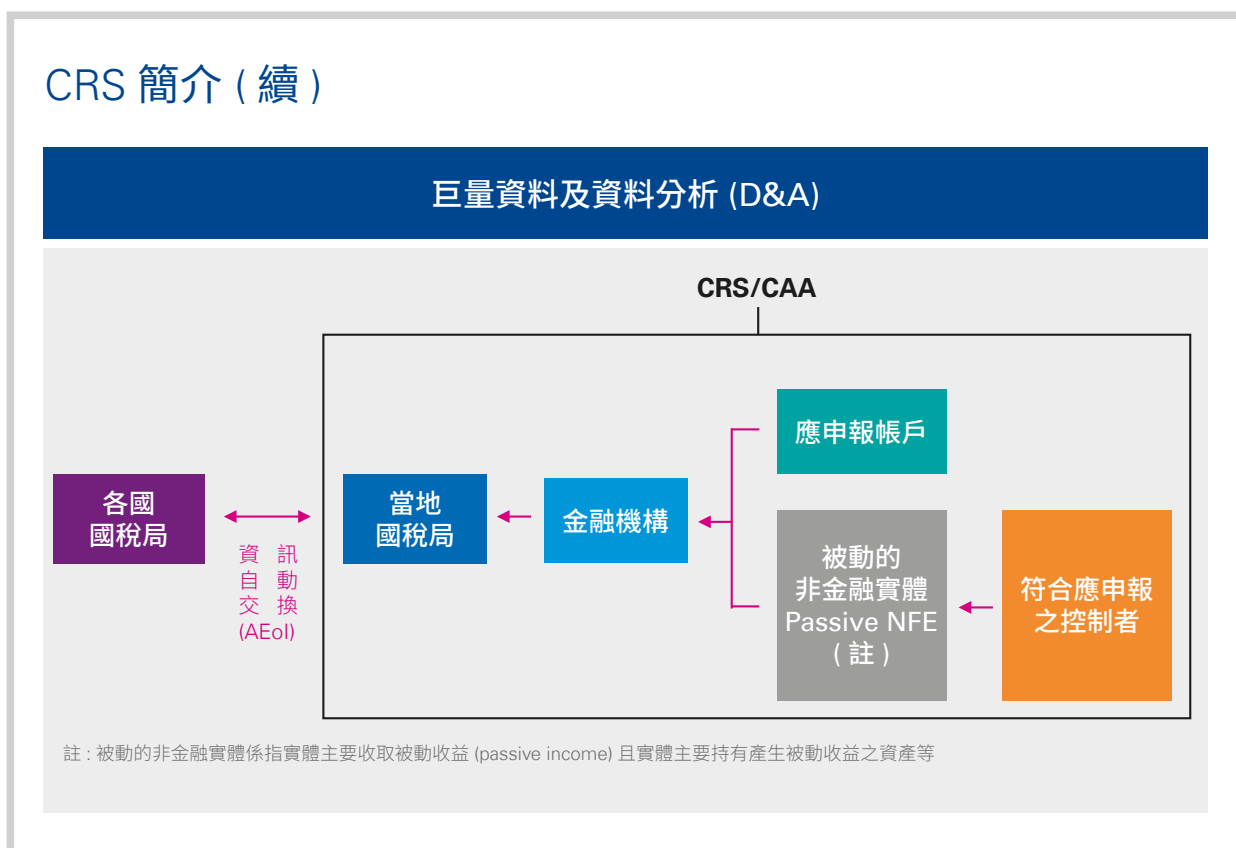 CRS 簡介 ( 續 )
巨量資料及資料分析 (D&A)
CRS/CAA
各國
國稅局
資 訊
自 動
交 換
(AEoI)
當地
國稅局
金融機構
應申報帳戶
被動的
非金融實體
Passive NFE
( 註 )
符合應申報
之控制者
註 : 被動的非金融實體係指實體主要收取被動收益 (passive income) 且實體主要持有產生被動收益之資產等